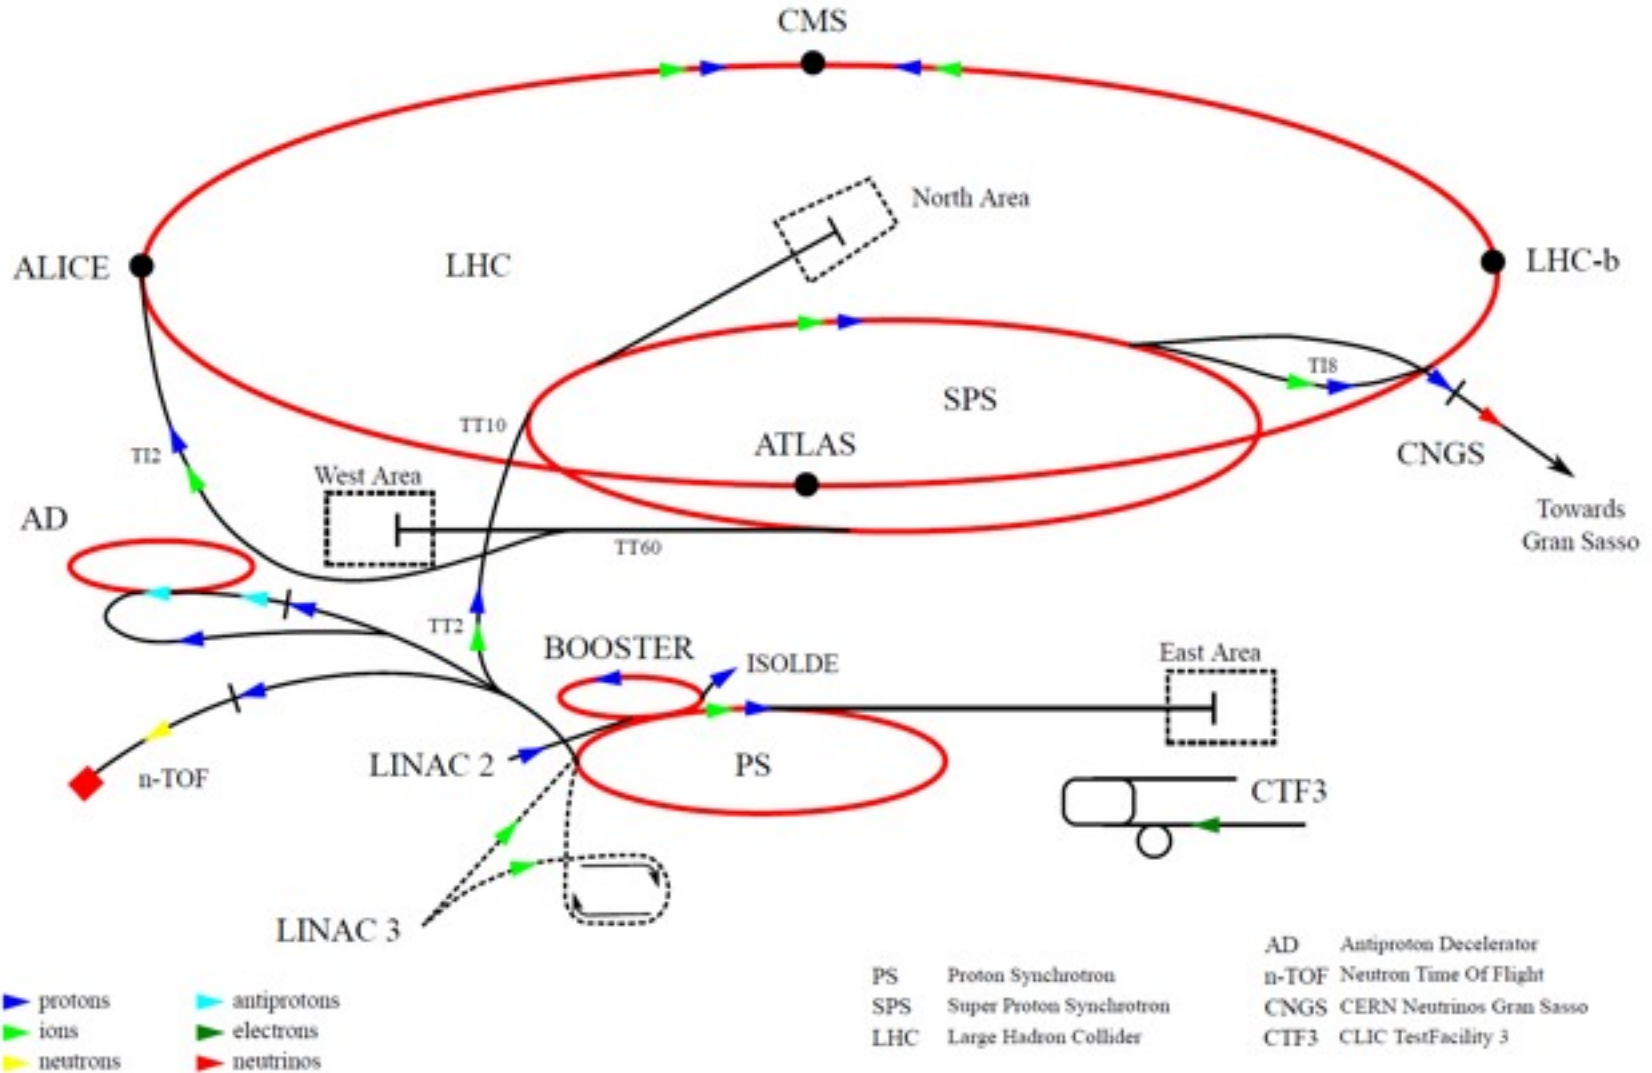 CMS
North Area
ALICE
LHC
LHC-b
TI8
SPS
TT10
ATLAS
CNGS
TI2
West Area
AD
Towards
Gran Sasso
TT60
TT2
BOOSTER
ISOLDE
East Area
LINAC 2
PS
n-TOF
CTF3
LINAC 3
protons
ions
neutrons
antiprotons
electrons
neutrinos
PS Proton Synchrotron
SPS Super Proton Synchrotron
LHC Large Hadron Collider
AD Antiproton Decelerator
n-TOF Neutron Time Of Flight
CNGS CERN Neutrinos Gran Sasso
CTF3 CLIC TestFacility 3